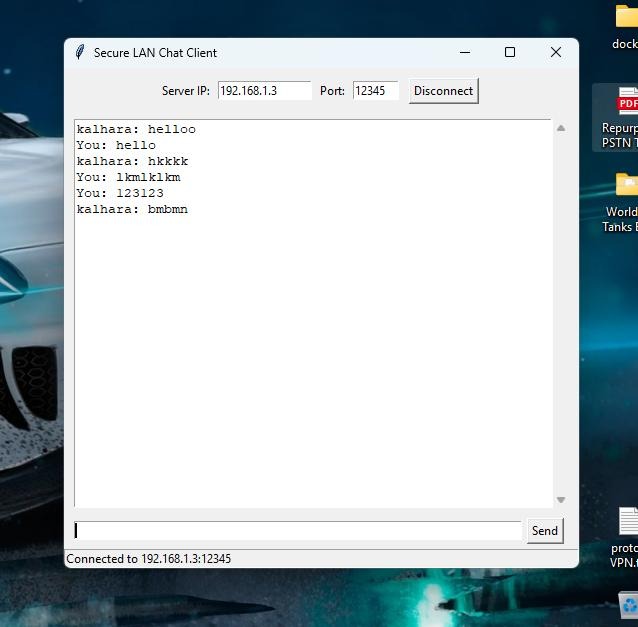 Secure LAN Chat Client
Server IP: 192.168.1.3 Port: 12345 Disconnect
kalhara: helloo
You: hello
kalhara: hkkkk
You: lkmlklkm
You: 123123
kalhara: bmbmn
Send
Connected to 192.168.1.3:12345
dock
PDF
Repurp
PSTN T
World
Tanks B
proto
VPN.t